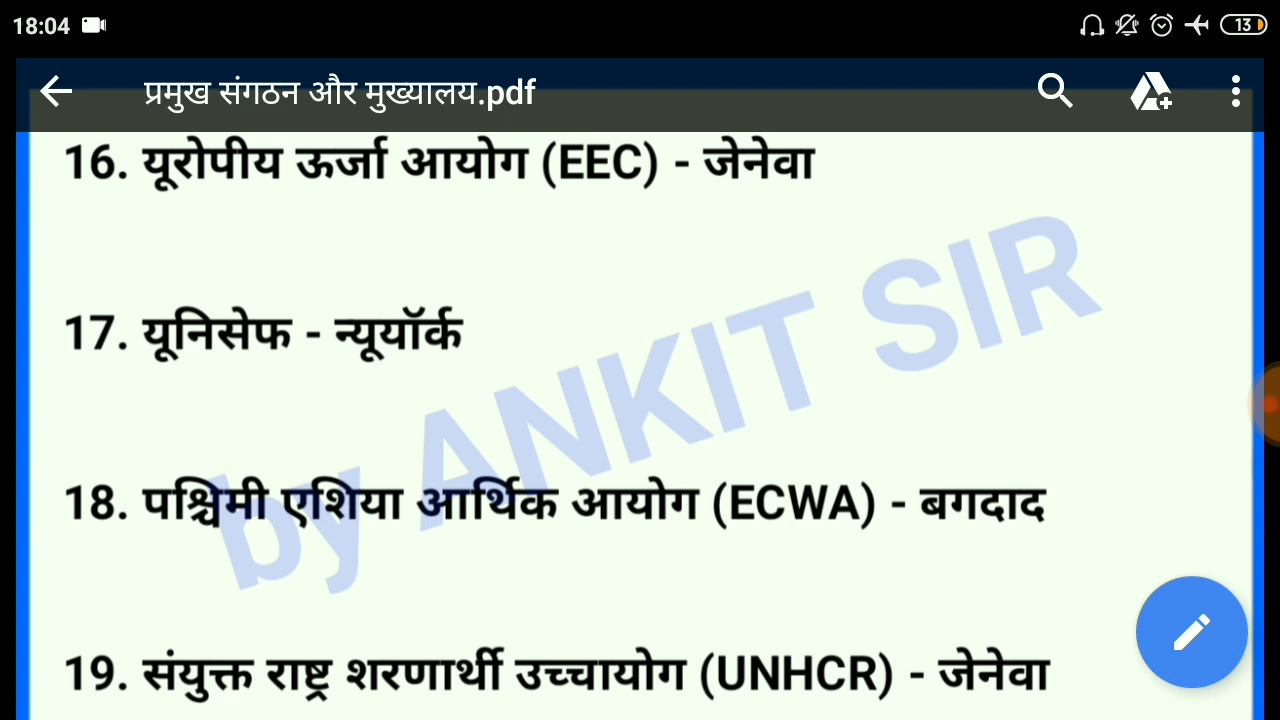 18:04
13
प्रमुख संगठन और मुख्यालय.pdf
16. यूरोपीय ऊर्जा आयोग (EEC) - जेनेवा
17. यूनिसेफ - न्यूयॉर्क
18. पश्चिमी एशिया आर्थिक आयोग (ECWA) - बगदाद
19. संयुक्त राष्ट्र शरणार्थी उच्चायोग (UNHCR) - जेनेवा
by ANKIT SIR